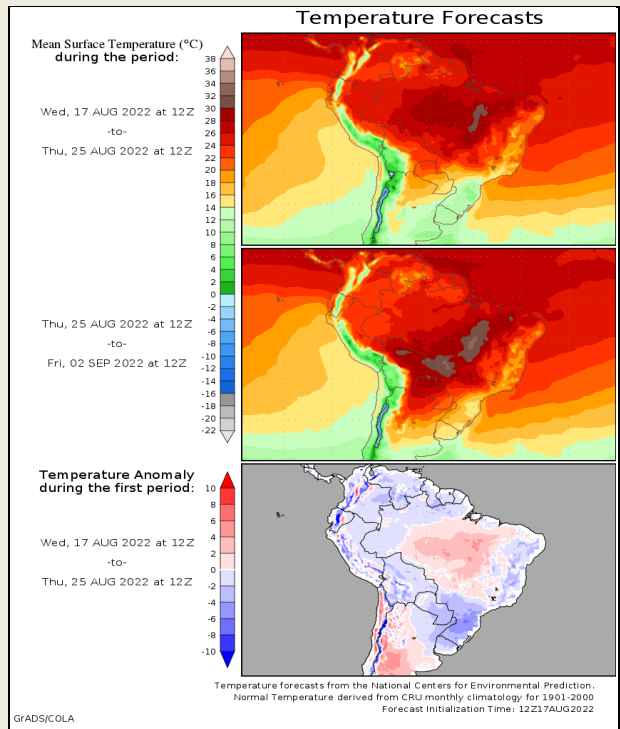 Temperature Forecasts
Mean Surface Temperature (°C)
during the period:
Wed, 17 AUG 2022 at 12Z
-to-
Thu, 25 AUG 2022 at 12Z
38
36
34
32
30
28
26
24
22
20
18
16
14
12
10
8
6
4
2
0
-2
-4
-6
-8
-10
-12
-14
-16
-18
-20
-22
Thu, 25 AUG 2022 at 12Z
-to-
Fri, 02 SEP 2022 at 12Z
Temperature Anomaly
during the first period:
Wed, 17 AUG 2022 at 12Z
-to-
Thu, 25 AUG 2022 at 12Z
10
8
6
4
2
0
-2
-4
-6
-8
-10
Temperature forecasts from the National Centers for Environmental Prediction.
Normal Temperature derived from CRU monthly climatology for 1901-2000
Forecast Initialization Time: 12Z17AUG2022
GrADS/COLA